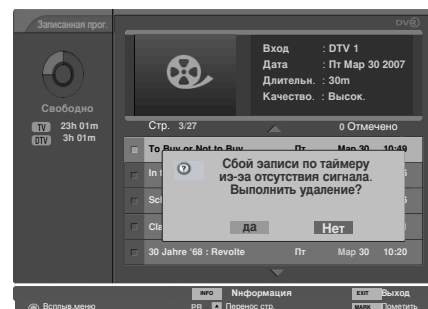 Записанная прог.
DVR
Вход : DTV 1
Дата : Пт Мар 30 2007
Длительн. : 30m
Качество. : Высок.
Свободно
TV 23h 01m
DTV 3h 01m
Стр. 3/27 0 Отмечено
To Buy or Not to Buy Пт Мар 30 10:49
Сбой записи по таймеру
из-эа отсутствия сигнала.
Выполнить удаление?
да Нет
30 Jahre '68 : Revolte Пт Мар 30 10:20
INFO Nнформация EXIT Выход
Всплыв.меню PR Перенос стр. MARK Пометить